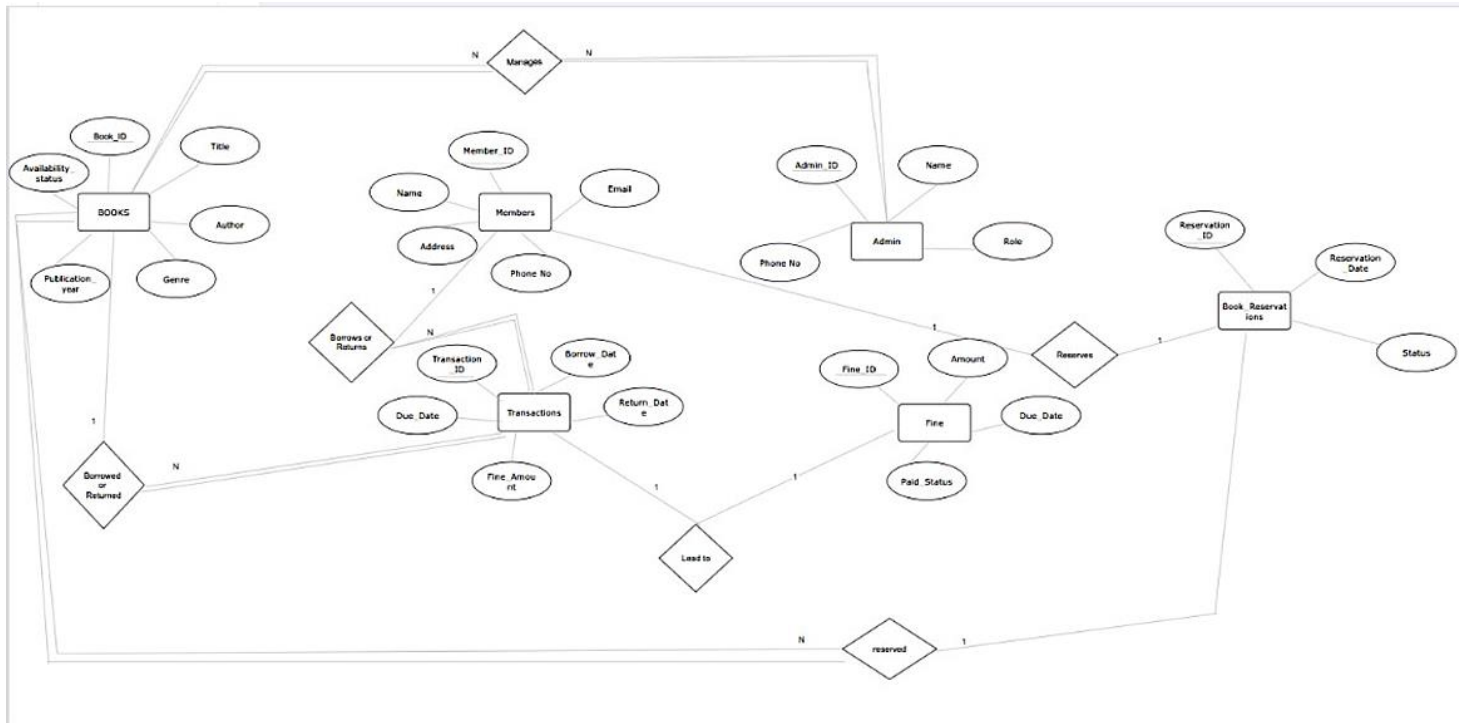 N
Manages
N
Book_ID
Title
Availability_
status
BOOKS
Author
Publication_
year
Genre
Member_ID
Name
Email
Members
Address
Phone No
Admin_ID
Name
Admin
Role
Phone No
Reservation
_ID
Reservation
_Date
Book_Reservat
ions
Status
1
Borrows or
Returns
N
1
Reserves
1
Transaction
_ID
Borrow_Dat
e
Due_Date
Transactions
Return_Dat
e
Fine_Amou
nt
Fine_ID
Amount
Fine
Due_Date
Paid_Status
1
N
Borrowed
or
Returned
1
1
Lead to
N
reserved
1